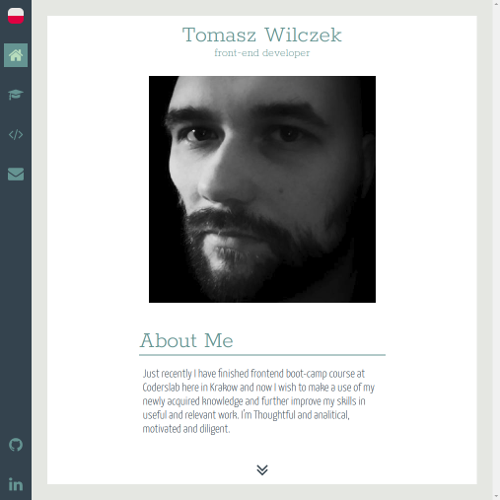 Tomasz Wilczek
front-end developer
About Me
Just recently I have finished frontend boot-camp course at
Coderslab here in Krakow and now I wish to make a use of my
newly acquired knowledge and further improve my skills in
useful and relevant work. I'm Thoughtful and analitical,
motivated and diligent.